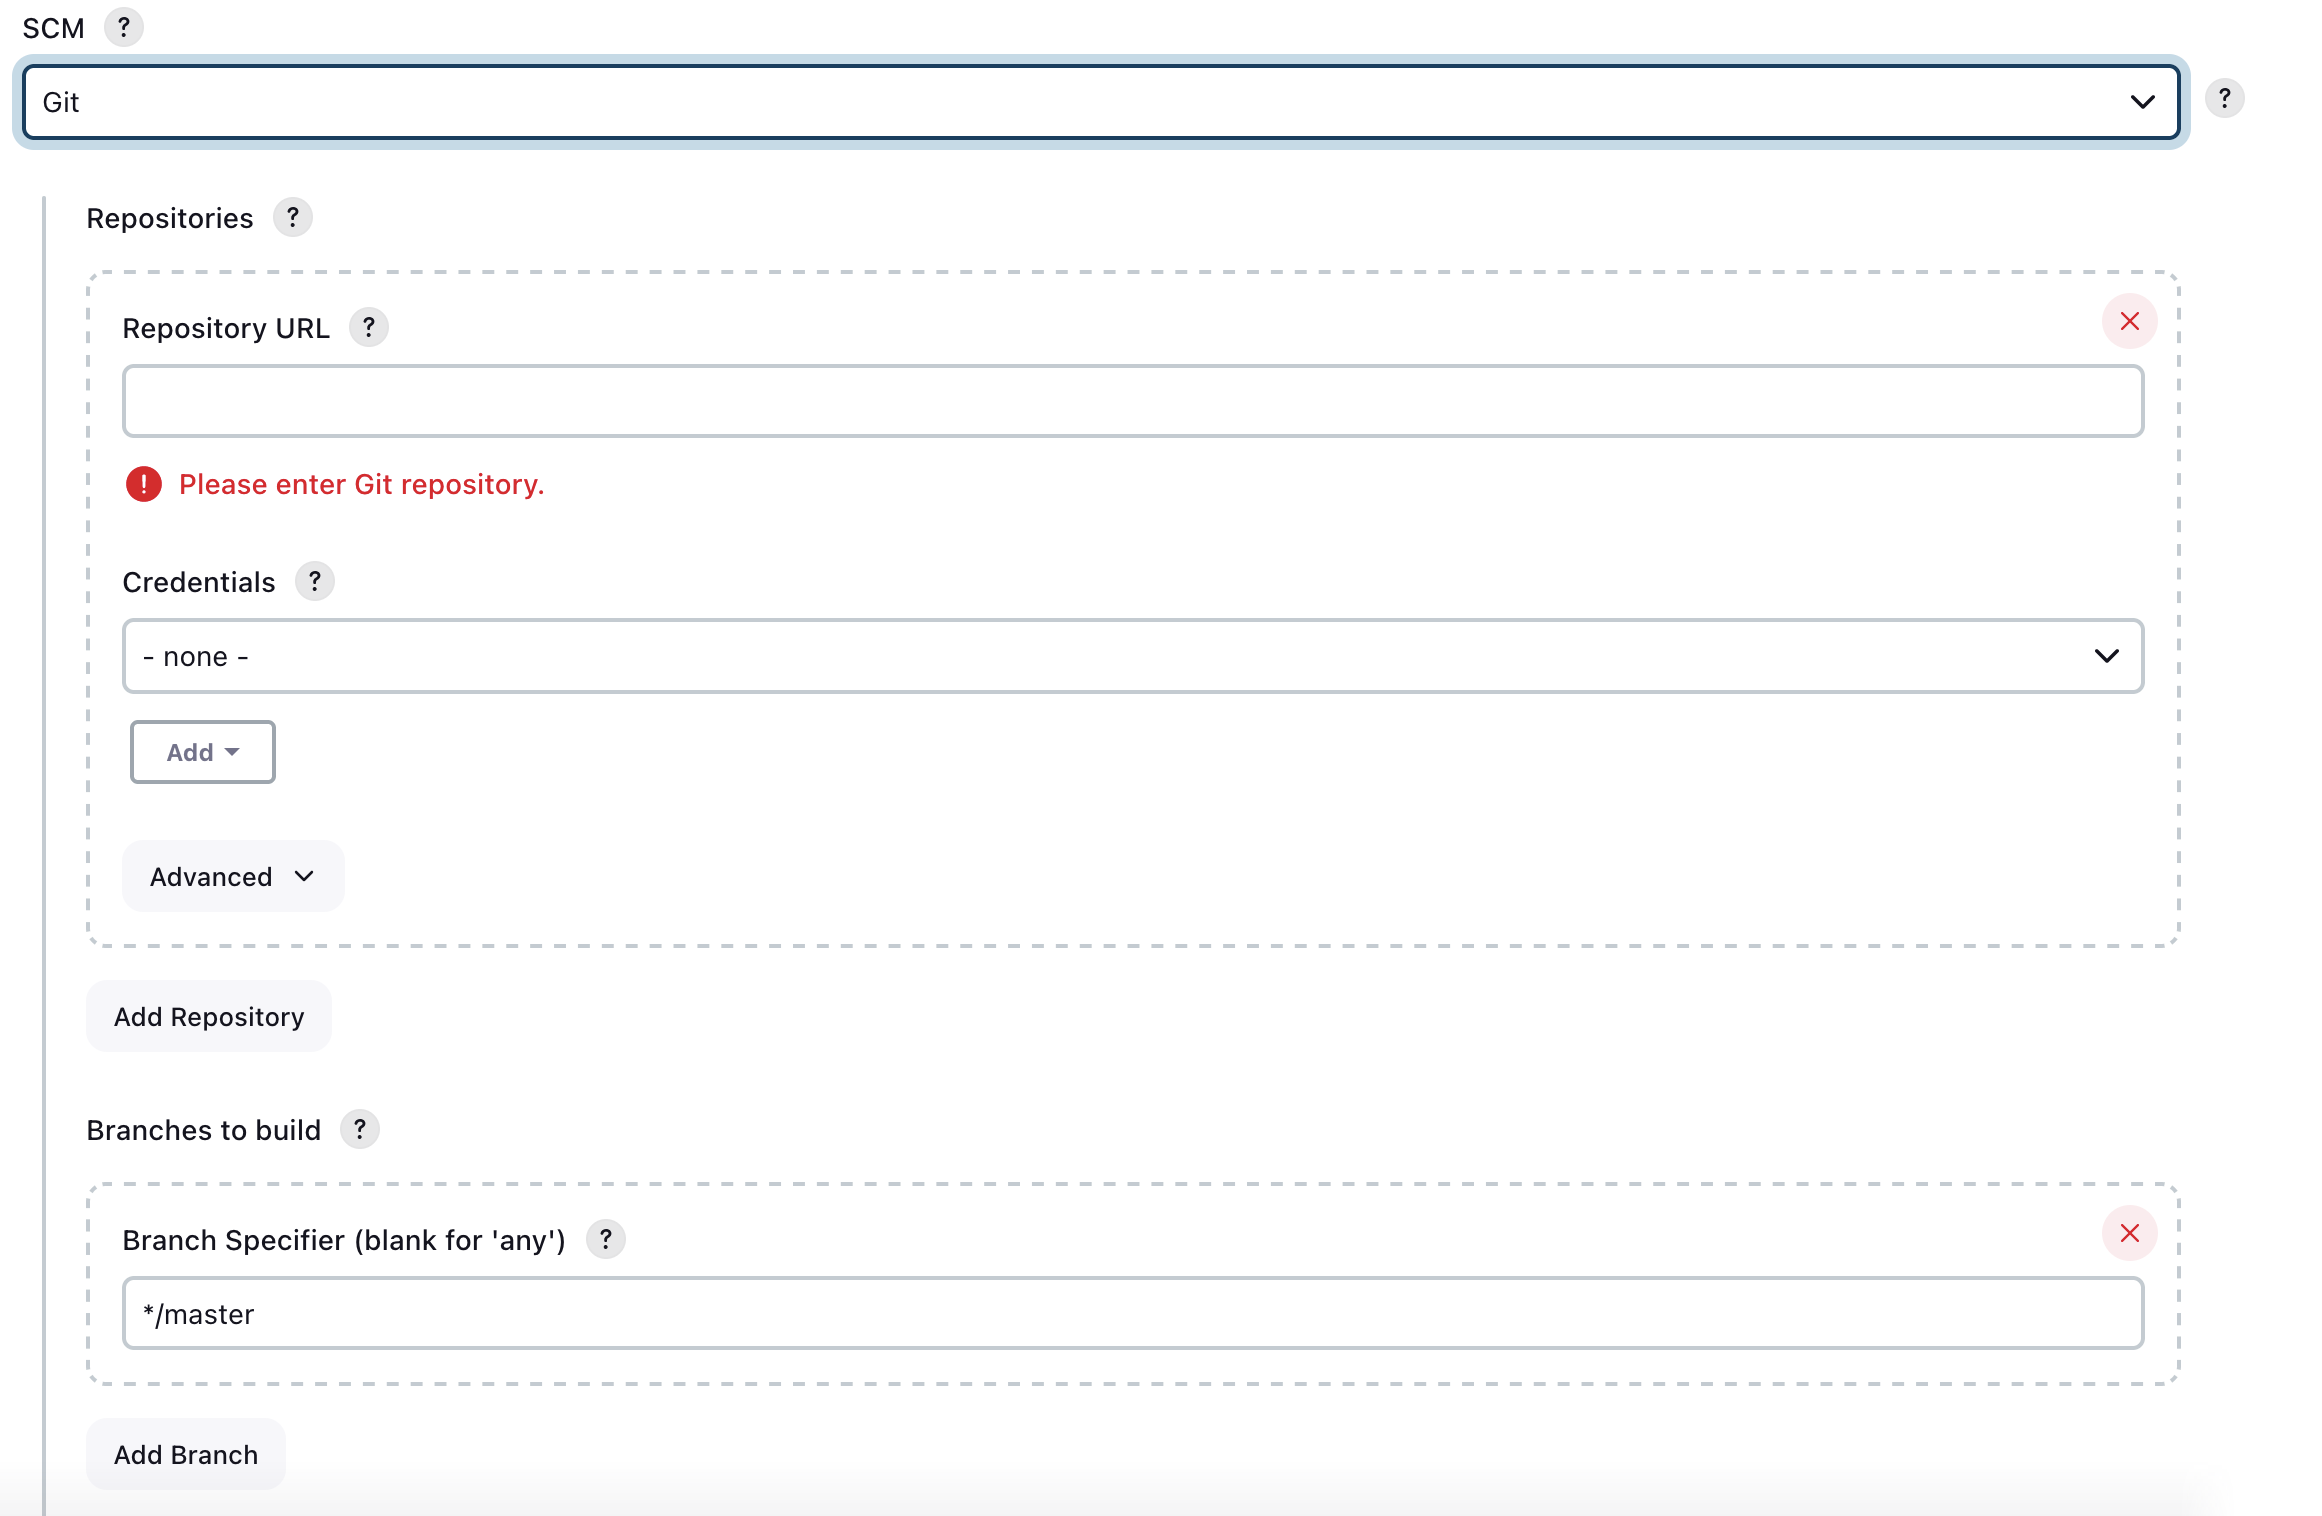 SCM ?
Git
?
Repositories ?
Repository URL ?
! Please enter Git repository.
Credentials ?
- none -
Add
Advanced
Add Repository
Branches to build ?
Branch Specifier (blank for 'any') ?
*/master
Add Branch